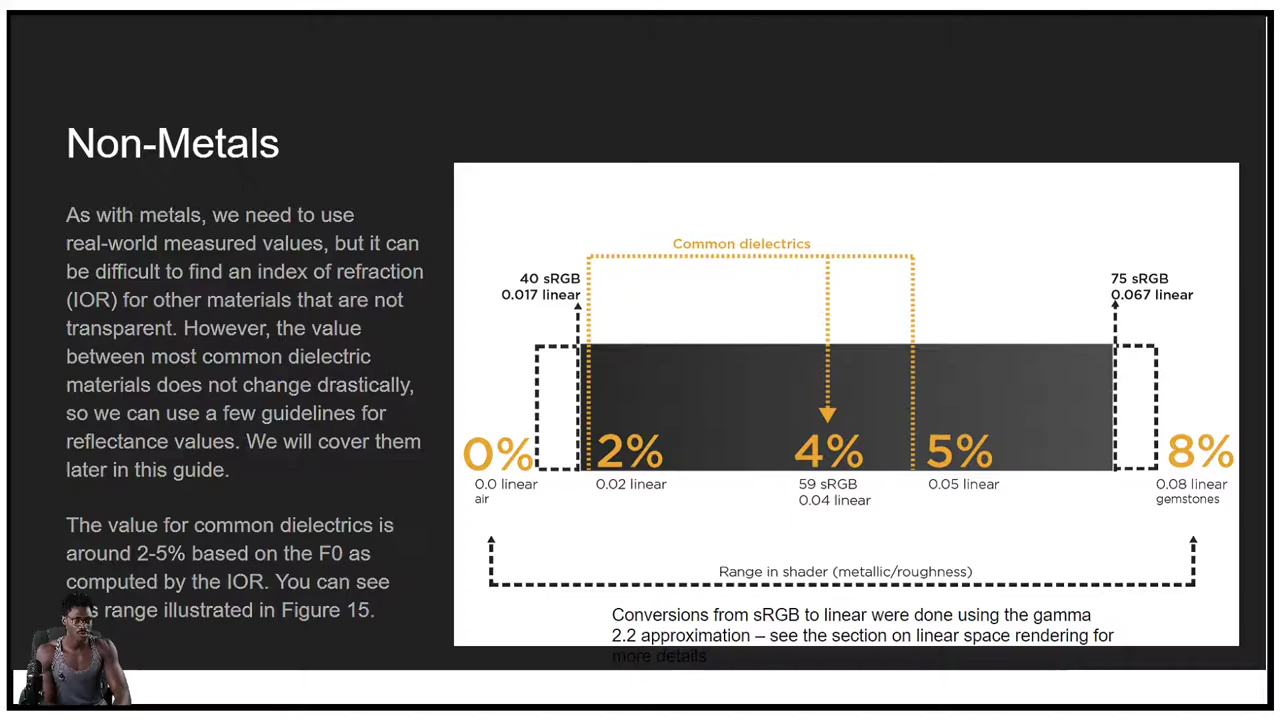 Non-Metals
As with metals, we need to use
real-world measured values, but it can
be difficult to find an index of refraction
(IOR) for other materials that are not
transparent. However, the value
between most common dielectric
materials does not change drastically,
so we can use a few guidelines for
reflectance values. We will cover them
later in this guide.
The value for common dielectrics is
around 2-5% based on the F0 as
computed by the IOR. You can see
range illustrated in Figure 15.
Common dielectrics
40 sRGB
0.017 linear
75 sRGB
0.067 linear
0%
2%
4%
5%
8%
0.0 linear
air
0.02 linear
59 sRGB
0.04 linear
0.05 linear
0.08 linear
gemstones
Range in shader (metallic/roughness)
Conversions from sRGB to linear were done using the gamma
2.2 approximation – see the section on linear space rendering for
more details